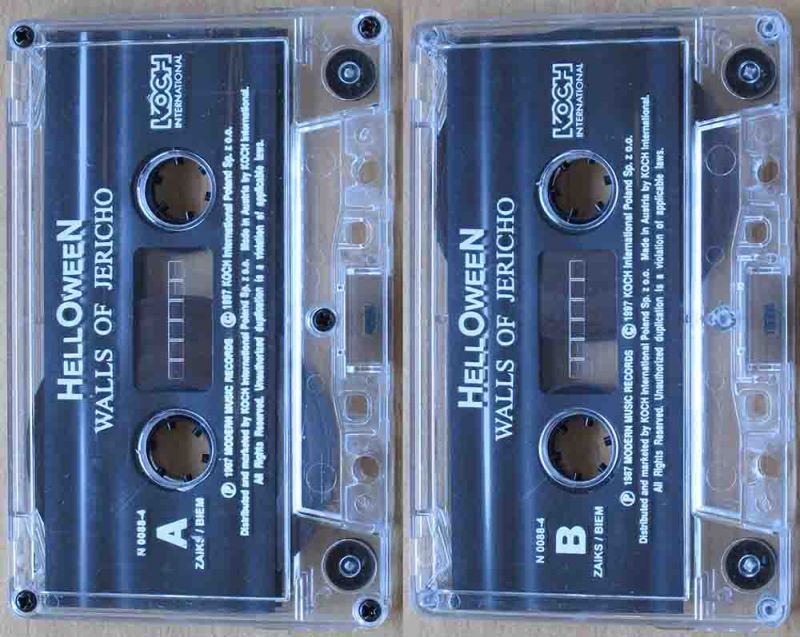 HELLOWEEN
WALLS OF JERICHO
KOCH
INTERNATIONAL
N 0088-4
A
ZAIKS / BIEM
Ⓟ 1987 MODERN MUSIC RECORDS © 1997 KOCH International Poland Sp. z o.o.
Distributed and marketed by KOCH International Poland Sp. z o.o. Made in Austria by KOCH International.
All Rights Reserved. Unauthorized duplication is a violation of applicable laws.
HELLOWEEN
WALLS OF JERICHO
KOCH
INTERNATIONAL
N 0088-4
B
ZAIKS / BIEM
Ⓟ 1987 MODERN MUSIC RECORDS © 1997 KOCH International Poland Sp. z o.o.
Distributed and marketed by KOCH International Poland Sp. z o.o. Made in Austria by KOCH International.
All Rights Reserved. Unauthorized duplication is a violation of applicable laws.